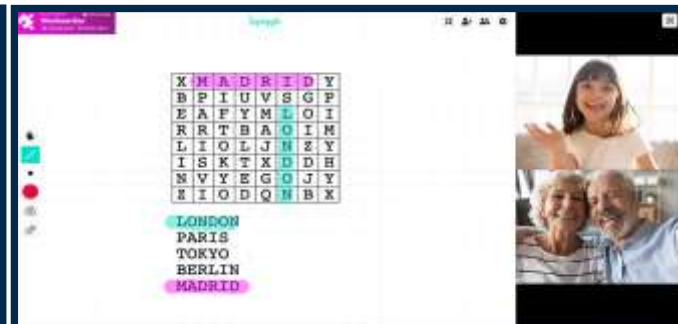 X M A D R I D Y
B P I U V S G P
E A F Y M L O I
R R T B A O I M
L I O L J N Z Y
I S K T X D D H
N V Y E G O J Y
Z I O D Q N B X
LONDON
PARIS
TOKYO
BERLIN
MADRID